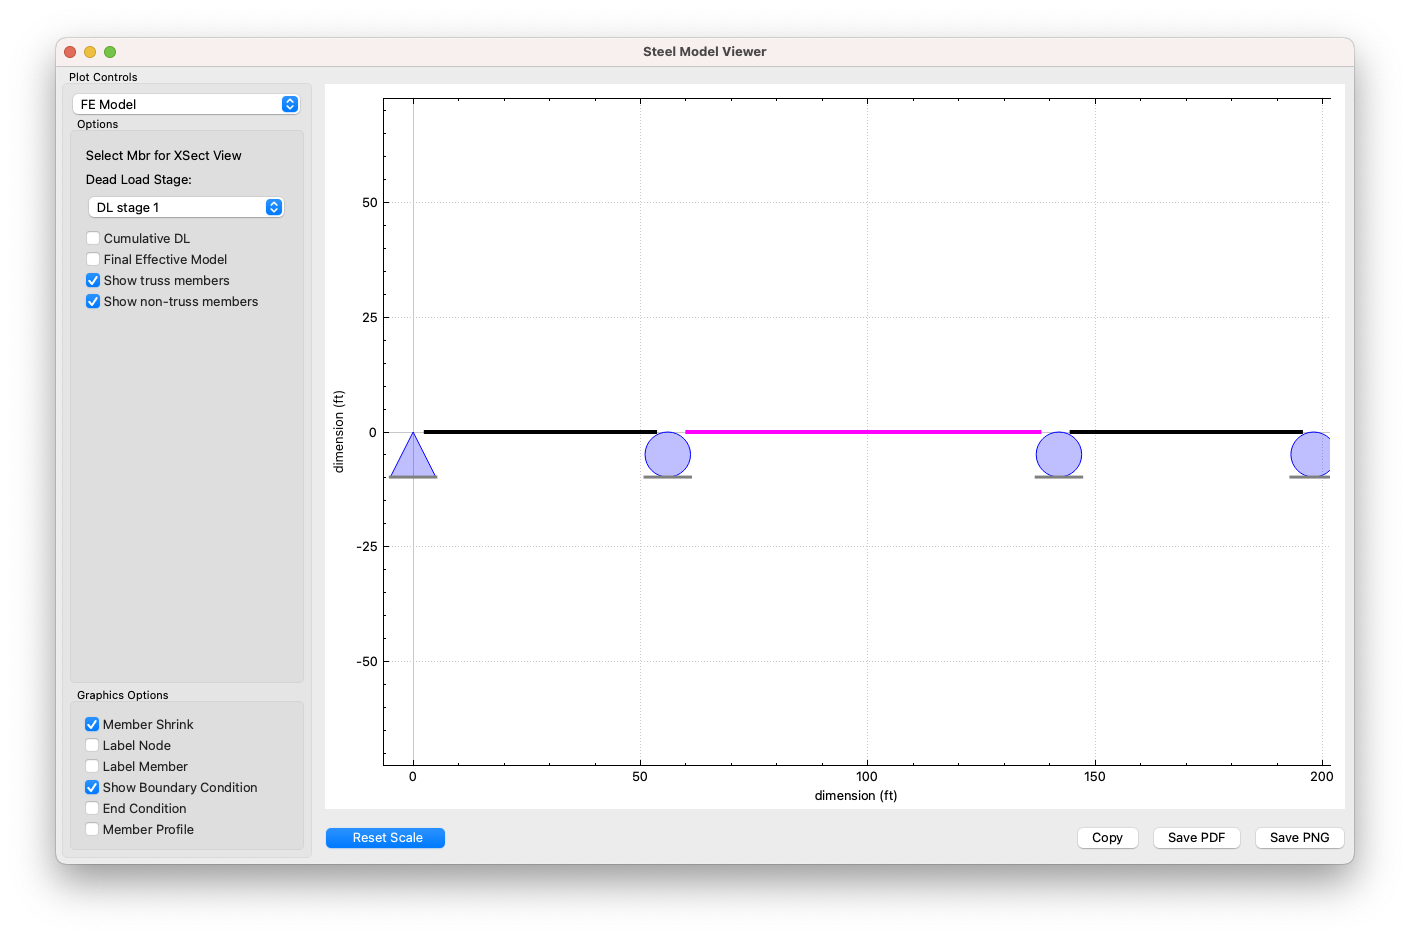 Steel Model Viewer
Plot Controls
FE Model
Options
Select Mbr for XSect View
Dead Load Stage:
DL stage 1
Cumulative DL
Final Effective Model
Show truss members
Show non-truss members
Graphics Options
Member Shrink
Label Node
Label Member
Show Boundary Condition
End Condition
Member Profile
50
25
0
-25
-50
dimension (ft)
0 50 100 150 200
dimension (ft)
Reset Scale
Copy
Save PDF
Save PNG